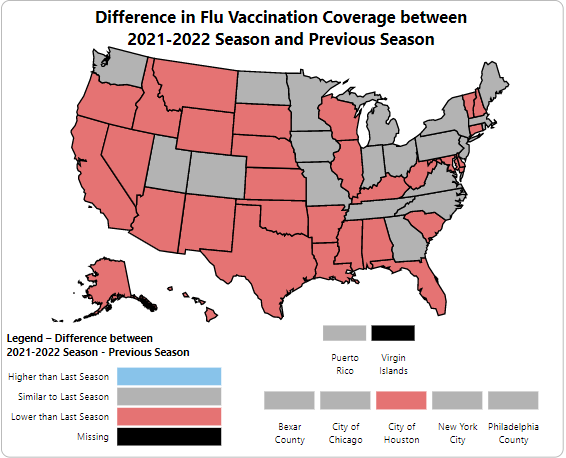 Difference in Flu Vaccination Coverage between
2021-2022 Season and Previous Season
Legend – Difference between
2021-2022 Season - Previous Season
Higher than Last Season
Similar to Last Season
Lower than Last Season
Missing
Puerto
Rico
Virgin
Islands
Bexar
County
City of
Chicago
City of
Houston
New York
City
Philadelphia
County